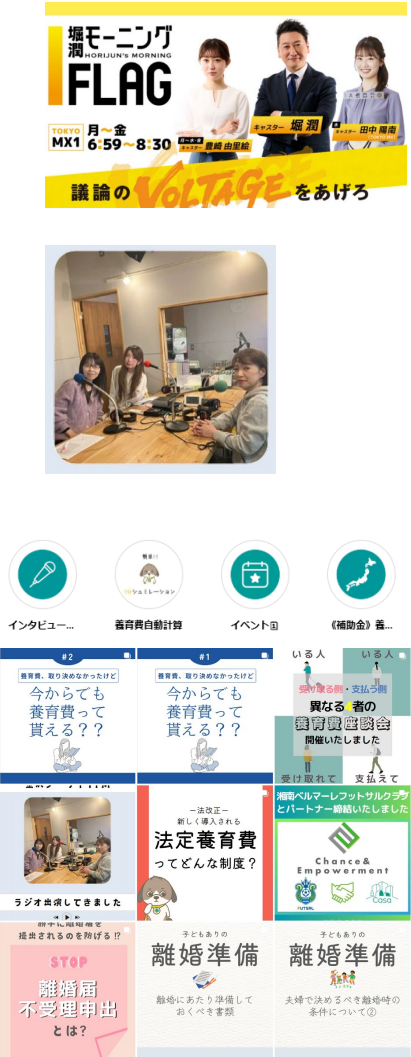 堀潤モーニング
HORIJUN's MORNING
FLAG
TOKYO
MX1
月〜金
6:59〜8:30
キャスター 豊崎 由里絵
キャスター 堀 潤
キャスター 田中 陽南
議論のVOLTAGEをあげろ
インタビュー...
養育費自動計算
イベント🗓
《補助金》養...
#2
養育費、取り決めなかったけど
今からでも
養育費って
貰える？？
#1
養育費、取り決めなかったけど
今からでも
養育費って
貰える？？
いる人
いる人
受け取る側・支払う側
異なる4者の
養育費座談会
開催いたしました
受け取れて
支払えて
ラジオ出演してきました
ー法改正ー
新しく導入される
法定養育費
ってどんな制度？
湘南ベルマーレフットサルクラブ
とパートナー締結いたしました
Chance&
Empowerment
FUTSAL
Casa
勝手に離婚届を
提出されるのを防げる!?
STOP
離婚届
不受理申出
とは?
子どもありの
離婚準備
離婚にあたり準備して
おくべき書類
子どもありの
離婚準備
夫婦で決めるべき離婚時の
条件について②